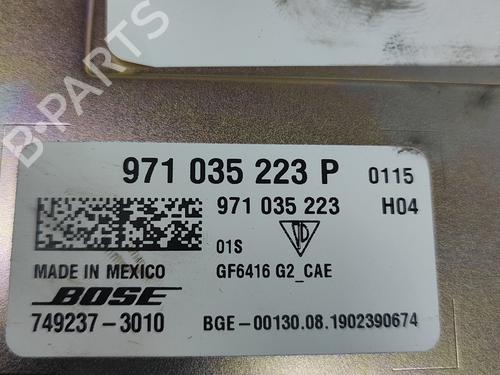 B-PARTS
971 035 223 P 0115
971 035 223 H04
01S
MADE IN MEXICO GF6416 G2_CAE
BOSE
749237-3010 BGE-00130.08.1902390674